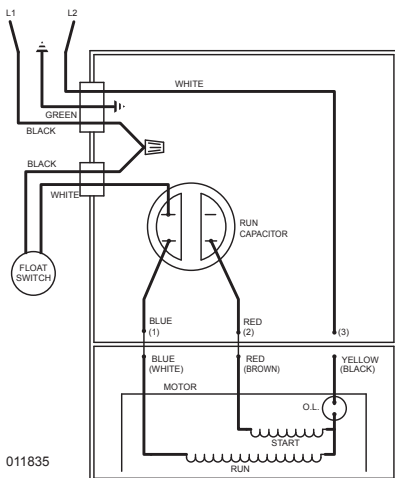 L1
L2
WHITE
GREEN
BLACK
BLACK
WHITE
RUN
CAPACITOR
FLOAT
SWITCH
BLUE
(1)
RED
(2)
(3)
BLUE
(WHITE)
RED
(BROWN)
YELLOW
(BLACK)
MOTOR
O.L.
START
RUN
011835